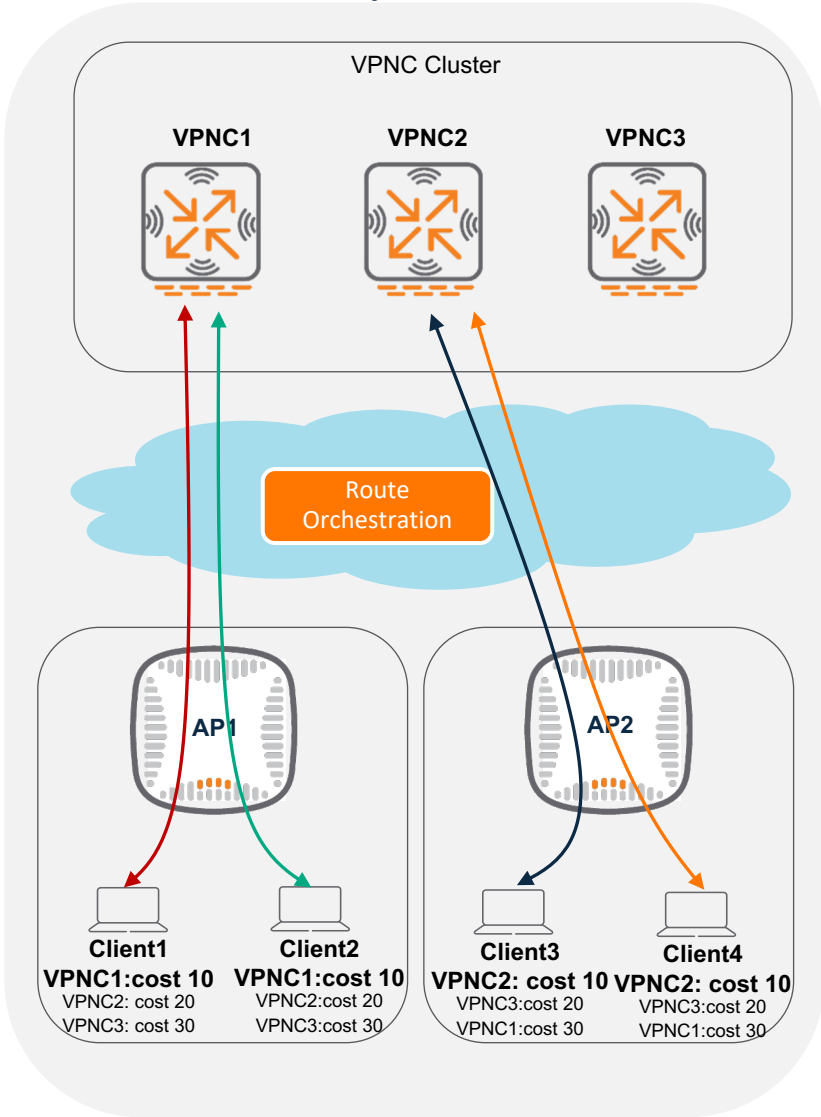 VPNC Cluster
VPNC1
VPNC2
VPNC3
Route
Orchestration
AP1
AP2
Client1
VPNC1:cost 10
VPNC2: cost 20
VPNC3: cost 30
Client2
VPNC1:cost 10
VPNC2:cost 20
VPNC3:cost 30
Client3
VPNC2: cost 10
VPNC3:cost 20
VPNC1:cost 30
Client4
VPNC2: cost 10
VPNC3:cost 20
VPNC1:cost 30